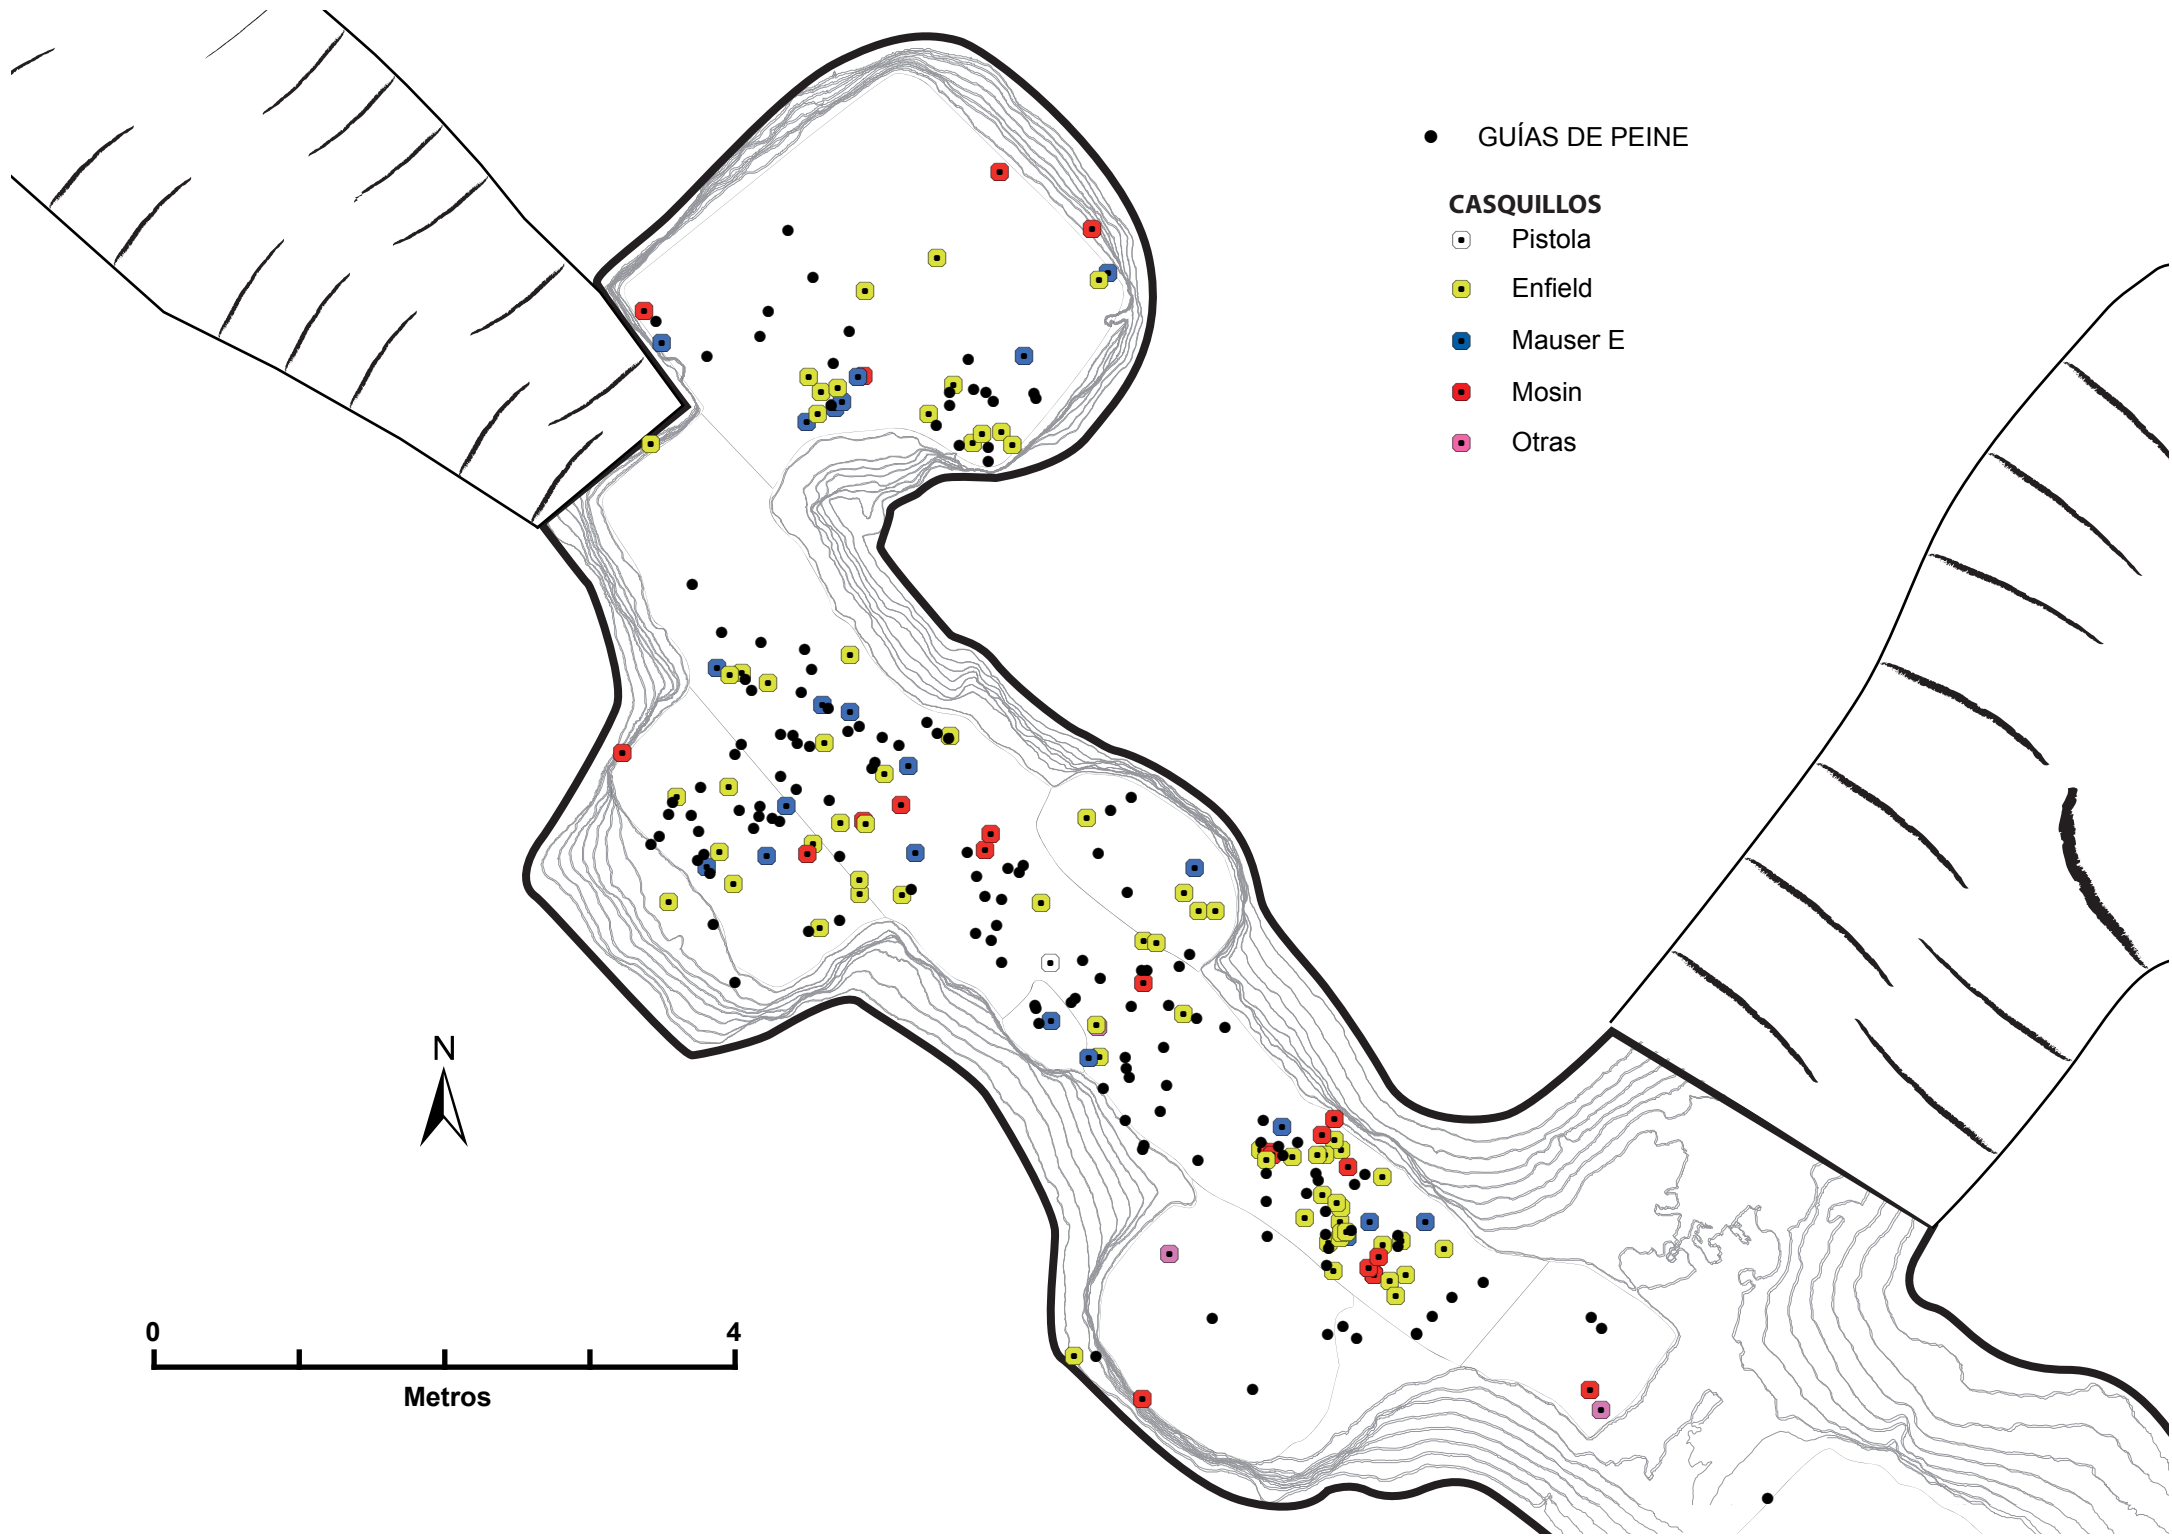 GUÍAS DE PEINE
CASQUILLOS
Pistola
Enfield
Mauser E
Mosin
Otras
N
0 4
Metros